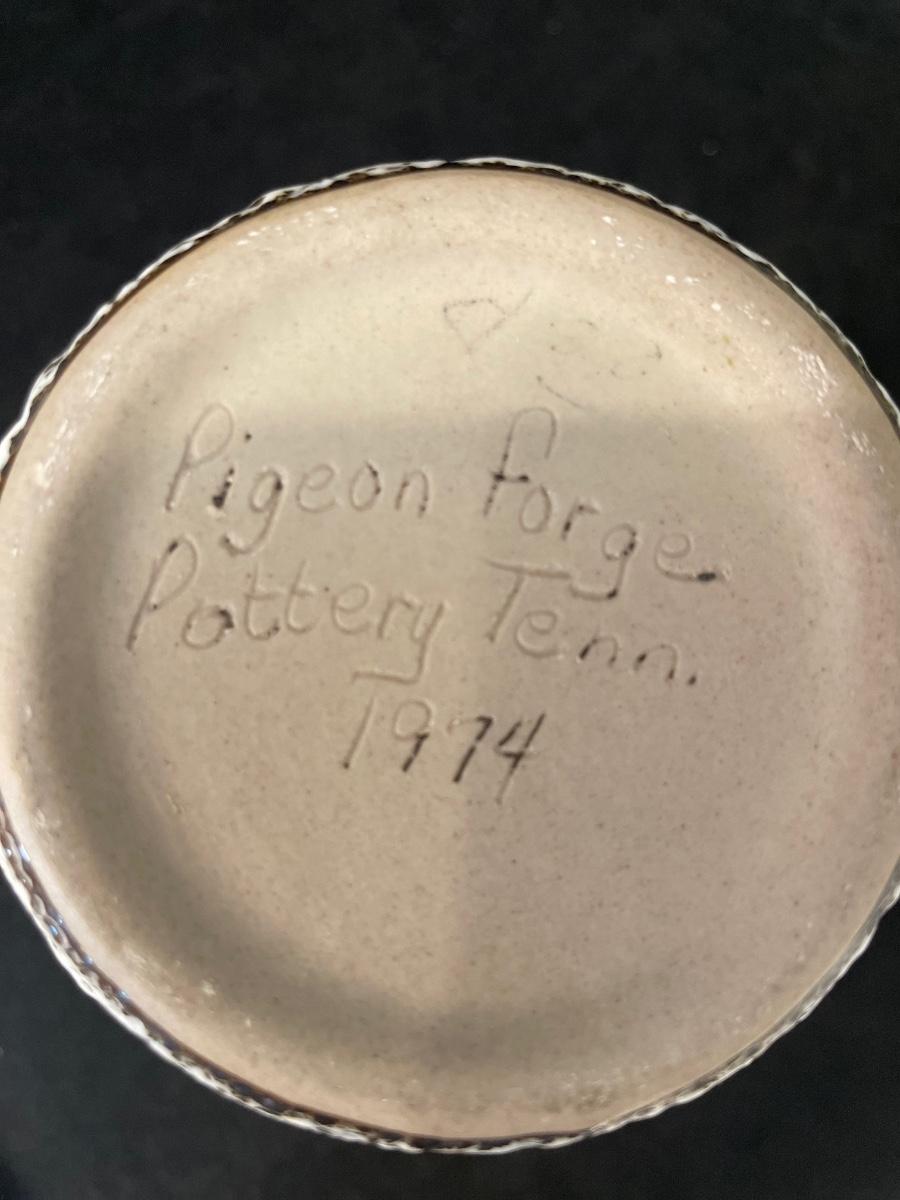 Pigeon Forge
Pottery Tenn.
1974